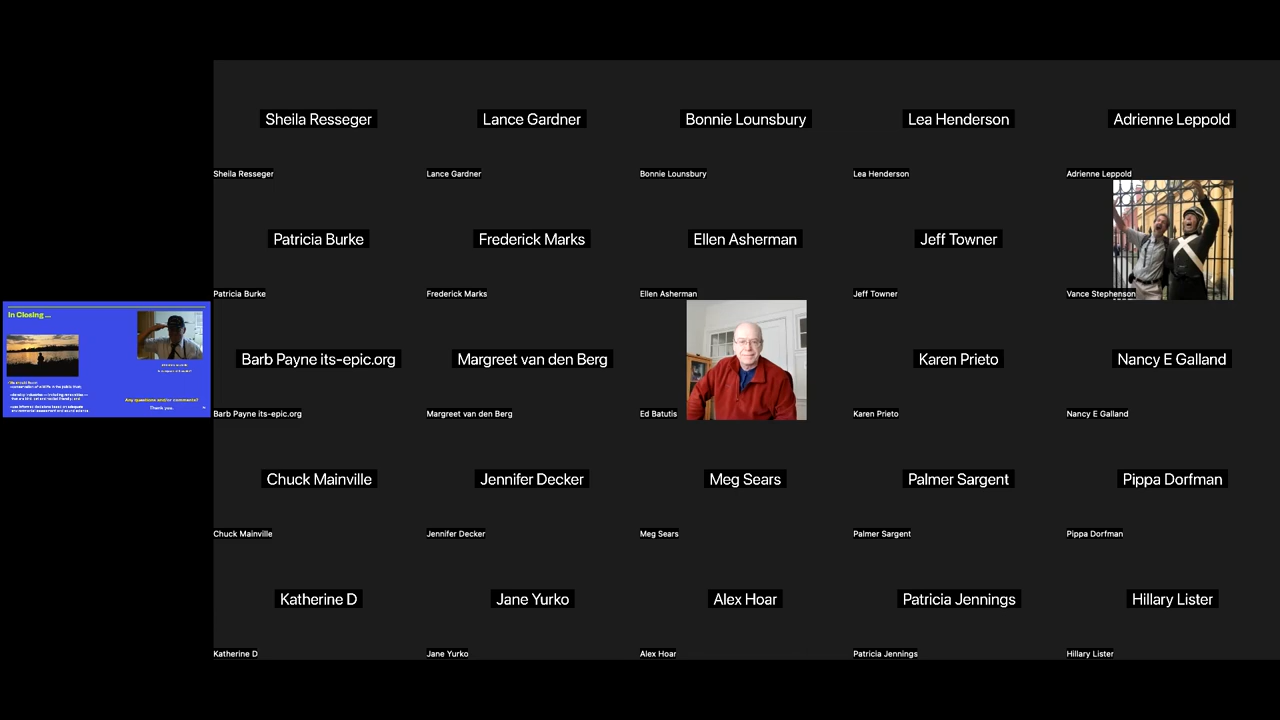 Sheila Resseger
Lance Gardner
Bonnie Lounsbury
Lea Henderson
Adrienne Leppold
Sheila Resseger
Lance Gardner
Bonnie Lounsbury
Lea Henderson
Adrienne Leppold
Patricia Burke
Frederick Marks
Ellen Asherman
Jeff Towner
Patricia Burke
Frederick Marks
Ellen Asherman
Jeff Towner
Vance Stephenson
In Closing ...
Any questions and/or comments?
Thank you.
Barb Payne its-epic.org
Margreet van den Berg
Karen Prieto
Nancy E Galland
Barb Payne its-epic.org
Margreet van den Berg
Ed Batutis
Karen Prieto
Nancy E Galland
Chuck Mainville
Jennifer Decker
Meg Sears
Palmer Sargent
Pippa Dorfman
Chuck Mainville
Jennifer Decker
Meg Sears
Palmer Sargent
Pippa Dorfman
Katherine D
Jane Yurko
Alex Hoar
Patricia Jennings
Hillary Lister
Katherine D
Jane Yurko
Alex Hoar
Patricia Jennings
Hillary Lister